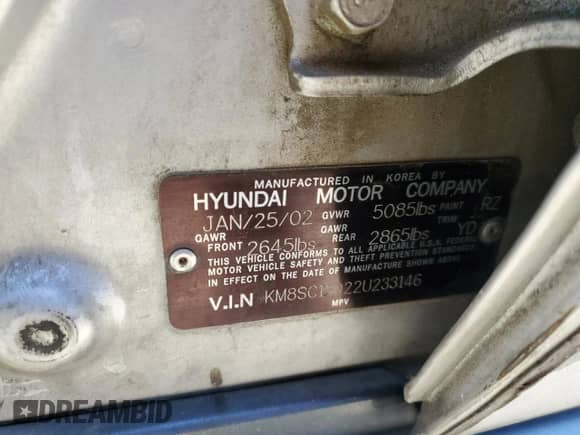 MANUFACTURED IN KOREA BY
HYUNDAI MOTOR COMPANY
JAN/25/02 GVWR 5085lbs PAINT RZ
GAWR FRONT 2645lbs GAWR REAR 2865lbs TRIM YD
THIS VEHICLE CONFORMS TO ALL APPLICABLE U.S.A. FEDERAL
MOTOR VEHICLE SAFETY AND THEFT PREVENTION STANDARDS
IN EFFECT ON THE DATE OF MANUFACTURE SHOWN ABOVE
V.I.N
MPV
DREAMBID